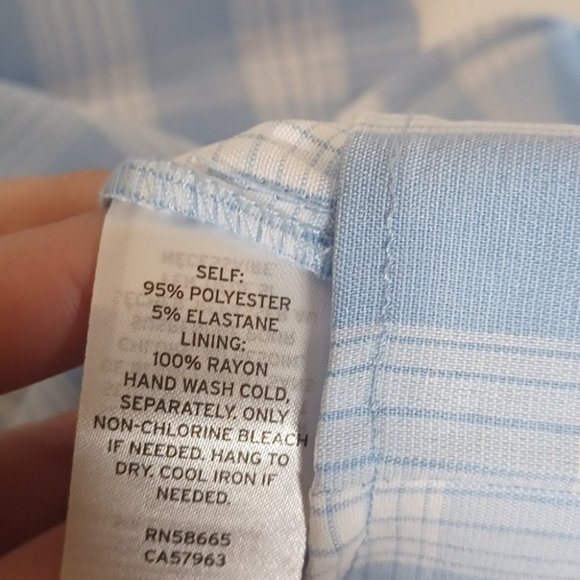 SELF:
95% POLYESTER
5% ELASTANE
LINING:
100% RAYON
HAND WASH COLD,
SEPARATELY. ONLY
NON-CHLORINE BLEACH
IF NEEDED. HANG TO
DRY. COOL IRON IF
NEEDED.
RN58665
CA57963